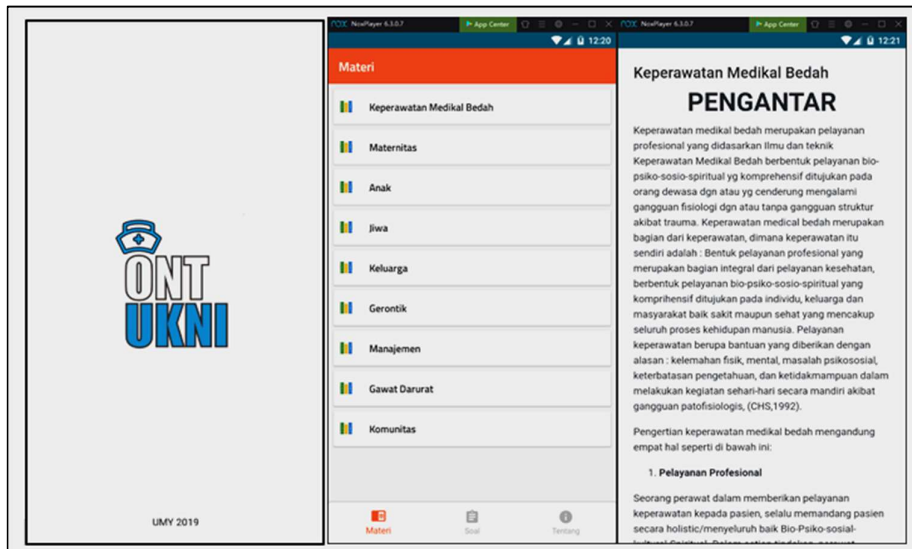 ONT
UKNI
UMY 2019
NOX NoxPlayer 6.3.0.7 App Center
12:20
Materi
Keperawatan Medikal Bedah
Maternitas
Anak
Jiwa
Keluarga
Gerontik
Manajemen
Gawat Darurat
Komunitas
Materi Soal Tentang
NOX NoxPlayer 6.3.0.7 App Center
12:21
Keperawatan Medikal Bedah
PENGANTAR
Keperawatan medikal bedah merupakan pelayanan
profesional yang didasarkan Ilmu dan teknik
Keperawatan Medikal Bedah berbentuk pelayanan bio-
psiko-sosio-spiritual yg komprehensif ditujukan pada
orang dewasa dgn atau yg cenderung mengalami
gangguan fisiologi dgn atau tanpa gangguan struktur
akibat trauma. Keperawatan medical bedah merupakan
bagian dari keperawatan, dimana keperawatan itu
sendiri adalah : Bentuk pelayanan profesional yang
merupakan bagian integral dari pelayanan kesehatan,
berbentuk pelayanan bio-psiko-sosio-spiritual yang
komprihensif ditujukan pada individu, keluarga dan
masyarakat baik sakit maupun sehat yang mencakup
seluruh proses kehidupan manusia. Pelayanan
keperawatan berupa bantuan yang diberikan dengan
alasan : kelemahan fisik, mental, masalah psikososial,
keterbatasan pengetahuan, dan ketidakmampuan dalam
melakukan kegiatan sehari-hari secara mandiri akibat
gangguan patofisiologis, (CHS,1992).
Pengertian keperawatan medikal bedah mengandung
empat hal seperti di bawah ini:
1. Pelayanan Profesional
Seorang perawat dalam memberikan pelayanan
keperawatan kepada pasien, selalu memandang pasien
secara holistic/menyeluruh baik Bio-Psiko-sosial-